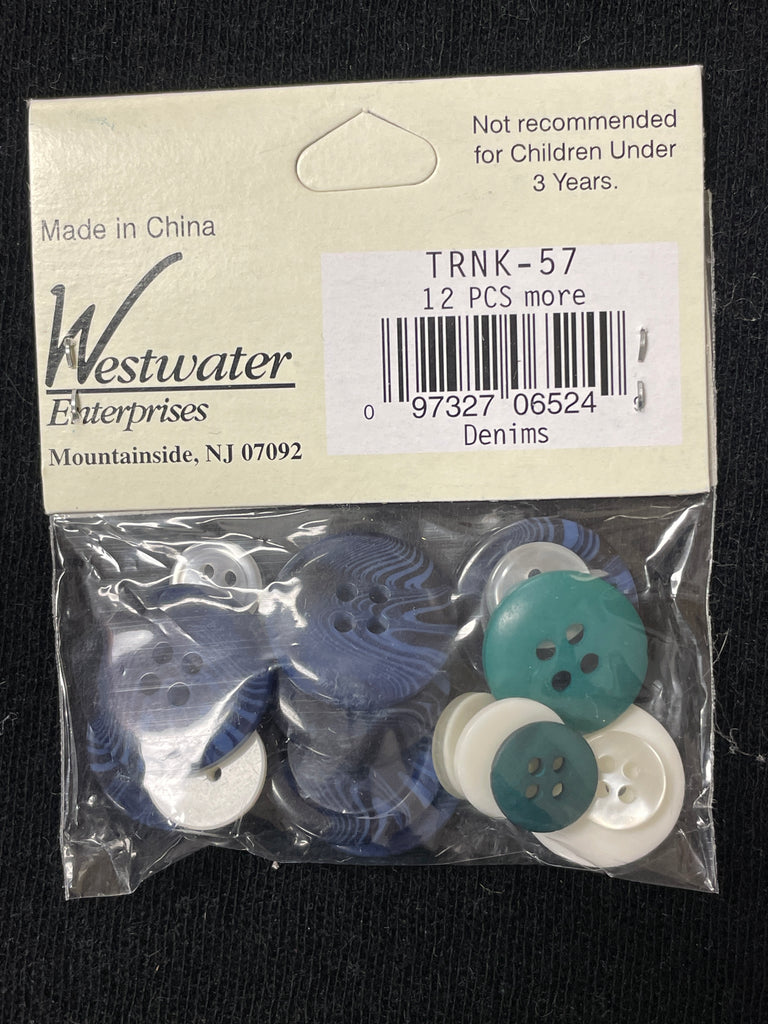 Not recommended
for Children Under
3 Years.
Made in China
Westwater
Enterprises
Mountainside, NJ 07092
TRNK-57
12 PCS more
0 97327 06524 9
Denims